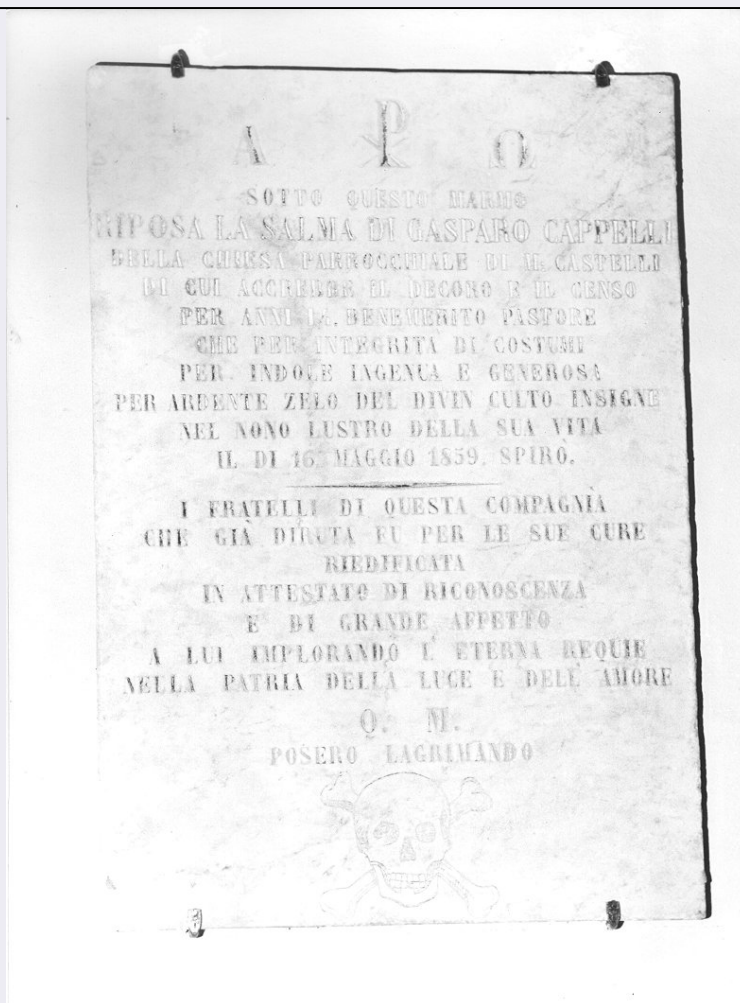 Α ☧ Ω
SOTTO QUESTO MARMO
RIPOSA LA SALMA DI GASPARO CAPPELLI
DELLA CHIESA PARROCCHIALE DI M. CASTELLI
DI CUI ACCREBBE IL DECORO E IL CENSO
PER ANNI BENEMERITO PASTORE
CHE PER INTEGRITÀ DI COSTUMI
PER INDOLE INGENUA E GENEROSA
PER ARDENTE ZELO DEL DIVIN CULTO INSIGNE
NEL NONO LUSTRO DELLA SUA VITA
IL DI 16 MAGGIO 1859. SPIRÒ.
I FRATELLI DI QUESTA COMPAGNIA
CHE GIÀ DIRUTA FU PER LE SUE CURE
RIEDIFICATA
IN ATTESTATO DI RICONOSCENZA
E DI GRANDE AFFETTO
A LUI IMPLORANDO L' ETERNA REQUIE
NELLA PATRIA DELLA LUCE E DELL' AMORE
Q. M.
POSERO LAGRIMANDO